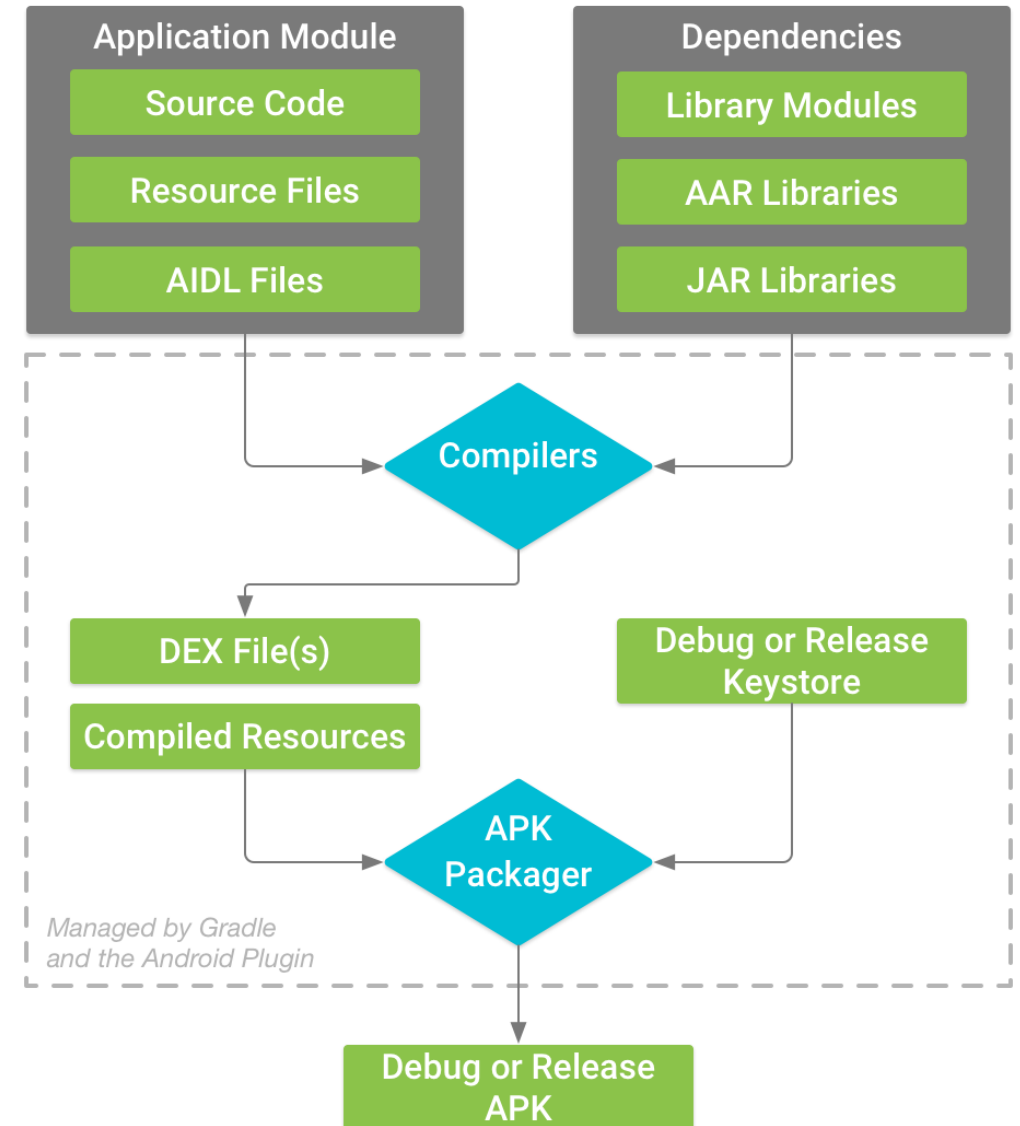 Application Module
Source Code
Resource Files
AIDL Files
Dependencies
Library Modules
AAR Libraries
JAR Libraries
Compilers
DEX File(s)
Compiled Resources
Debug or Release
Keystore
APK
Packager
Managed by Gradle
and the Android Plugin
Debug or Release
APK